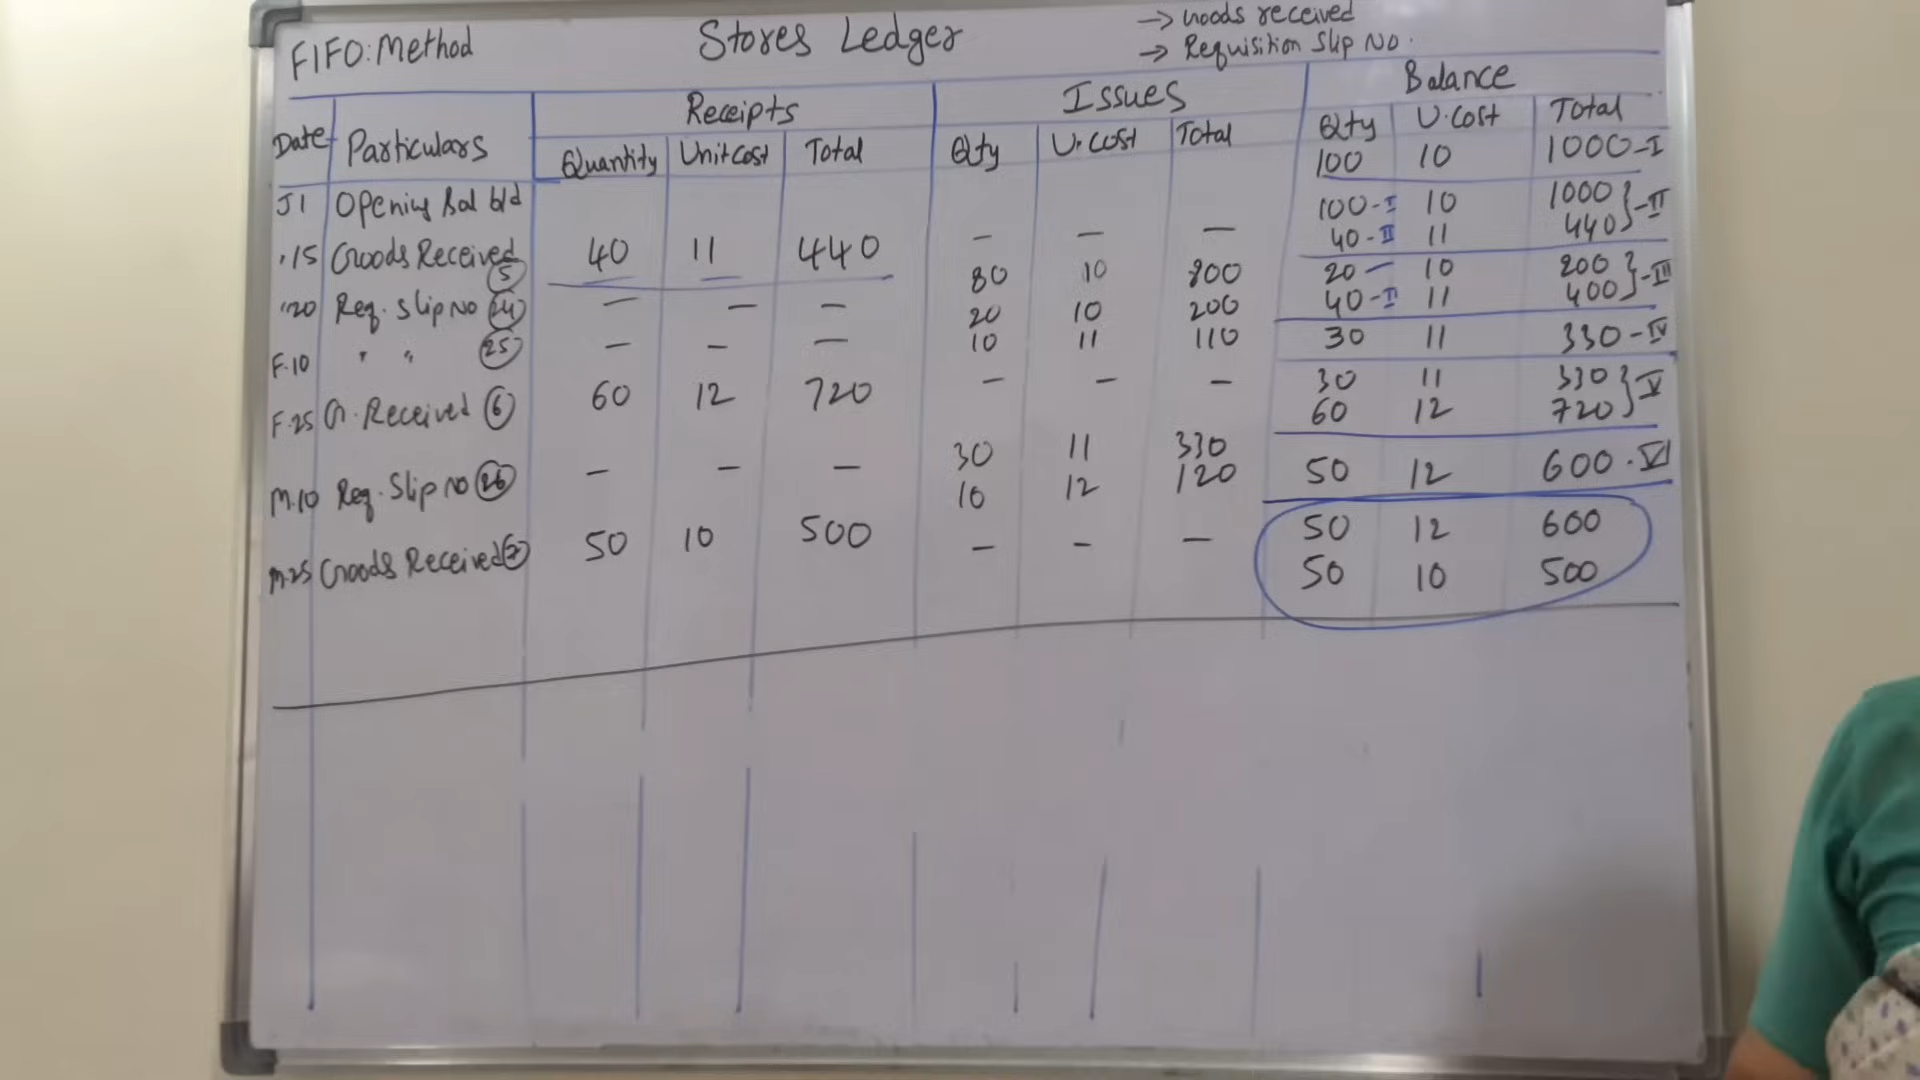 FIFO: Method Stores Ledger → Goods received
→ Requisition Slip No.
Date Particulars Receipts Issues Balance
Quantity Unit cost Total Qty U. cost Total Qty U. cost Total
100 10 1000-I
J1 Opening Bal b/d 100-I 10 1000 } -II
40-II 11 440
.15 Goods Received (5) 40 11 440 — — —
'20 Req. Slip No (24) — — — 80 10 800 20 — 10 200 } -III
40-II 11 400
F.10 " " (25) — — — 20 10 200 30 11 330-IV
10 11 110
F.25 G. Received (6) 60 12 720 — — — 30 11 330 } V
60 12 720
M.10 Req. Slip No (26) — — — 30 11 330 50 12 600.VI
10 12 120
M.25 Goods Received (7) 50 10 500 — — — 50 12 600
50 10 500